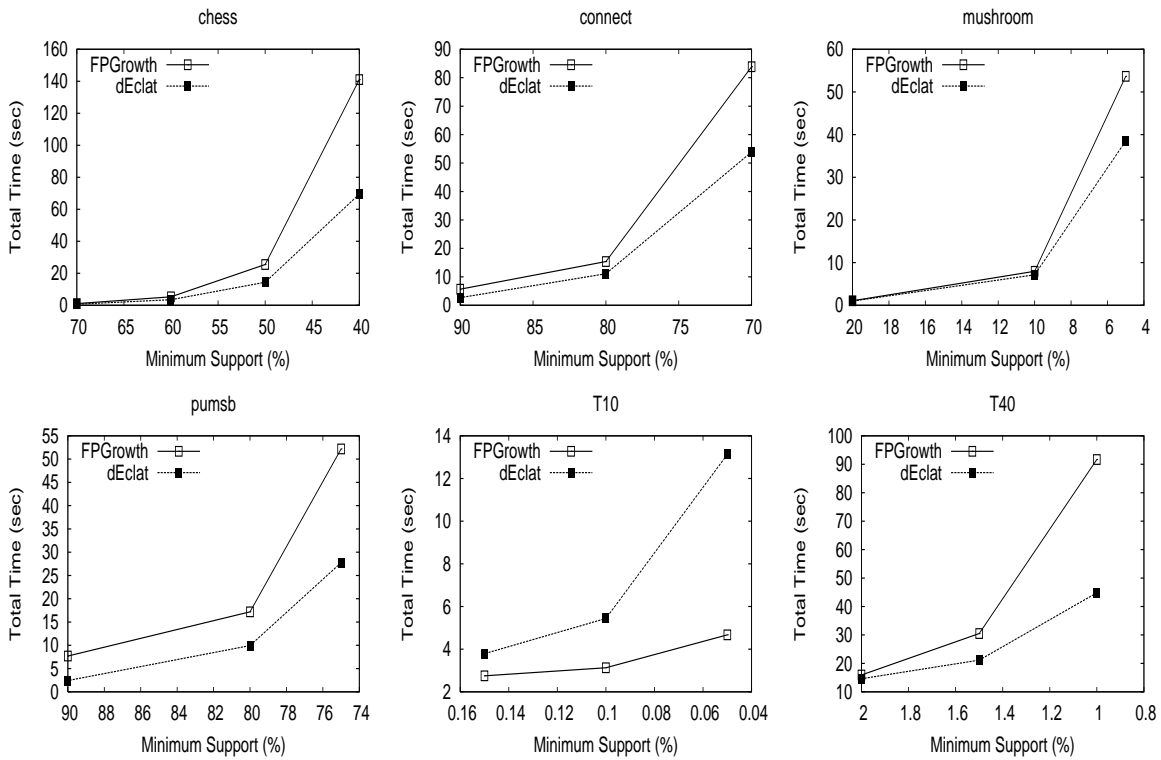 chess
160
140
120
100
80
60
40
20
0
Total Time (sec)
FPGrowth
dEclat
70 65 60 55 50 45 40
Minimum Support (%)
connect
90
80
70
60
50
40
30
20
10
0
Total Time (sec)
FPGrowth
dEclat
90 85 80 75 70
Minimum Support (%)
mushroom
60
50
40
30
20
10
0
Total Time (sec)
FPGrowth
dEclat
20 18 16 14 12 10 8 6 4
Minimum Support (%)
pumsb
55
50
45
40
35
30
25
20
15
10
5
0
Total Time (sec)
FPGrowth
dEclat
90 88 86 84 82 80 78 76 74
Minimum Support (%)
T10
14
12
10
8
6
4
2
Total Time (sec)
FPGrowth
dEclat
0.16 0.14 0.12 0.1 0.08 0.06 0.04
Minimum Support (%)
T40
100
90
80
70
60
50
40
30
20
10
Total Time (sec)
FPGrowth
dEclat
2 1.8 1.6 1.4 1.2 1 0.8
Minimum Support (%)